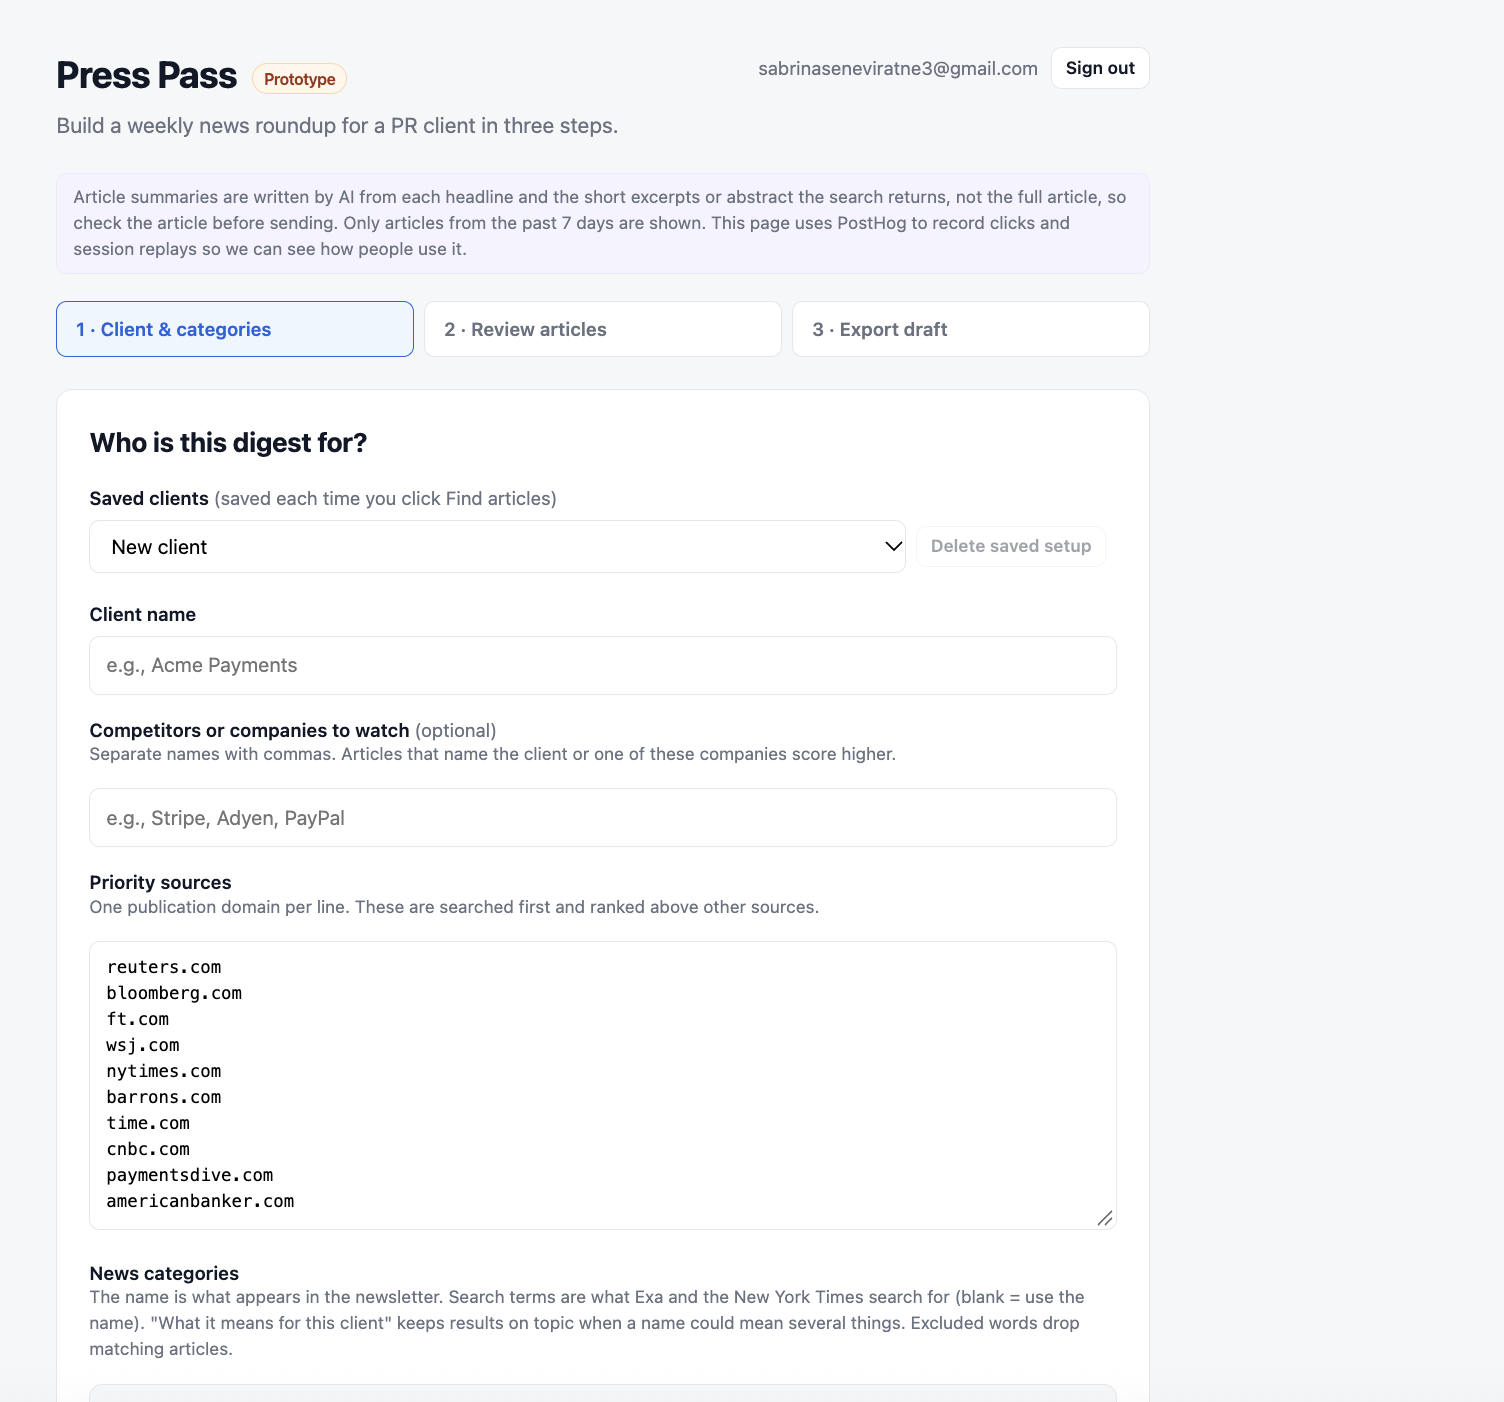 Press Pass Prototype
sabrinaseneviratne3@gmail.com Sign out
Build a weekly news roundup for a PR client in three steps.
Article summaries are written by AI from each headline and the short excerpts or abstract the search returns, not the full article, so
check the article before sending. Only articles from the past 7 days are shown. This page uses PostHog to record clicks and
session replays so we can see how people use it.
1 · Client & categories
2 · Review articles
3 · Export draft
Who is this digest for?
Saved clients (saved each time you click Find articles)
New client
Delete saved setup
Client name
e.g., Acme Payments
Competitors or companies to watch (optional)
Separate names with commas. Articles that name the client or one of these companies score higher.
e.g., Stripe, Adyen, PayPal
Priority sources
One publication domain per line. These are searched first and ranked above other sources.
reuters.com
bloomberg.com
ft.com
wsj.com
nytimes.com
barrons.com
time.com
cnbc.com
paymentsdive.com
americanbanker.com
News categories
The name is what appears in the newsletter. Search terms are what Exa and the New York Times search for (blank = use the
name). "What it means for this client" keeps results on topic when a name could mean several things. Excluded words drop
matching articles.